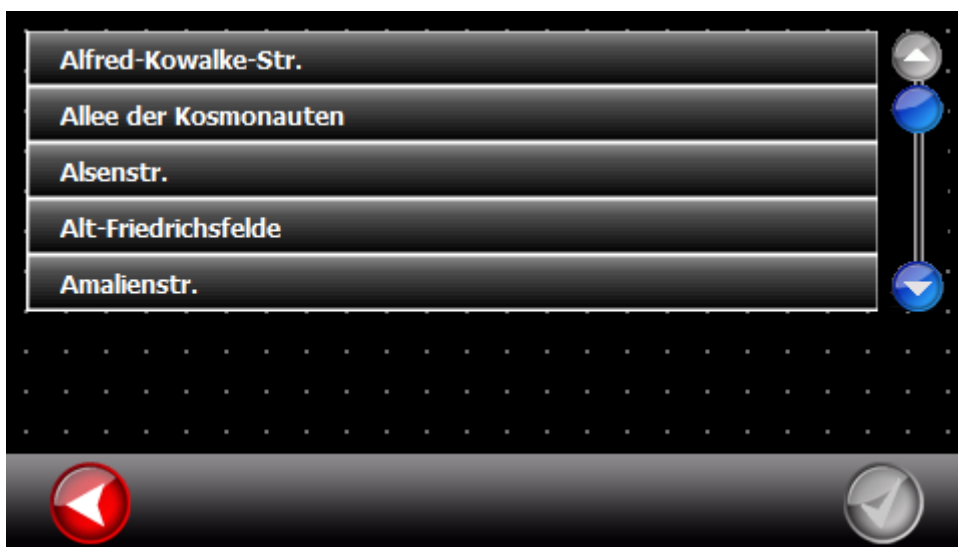 Alfred-Kowalke-Str.
Allee der Kosmonauten
Alsenstr.
Alt-Friedrichsfelde
Amalienstr.